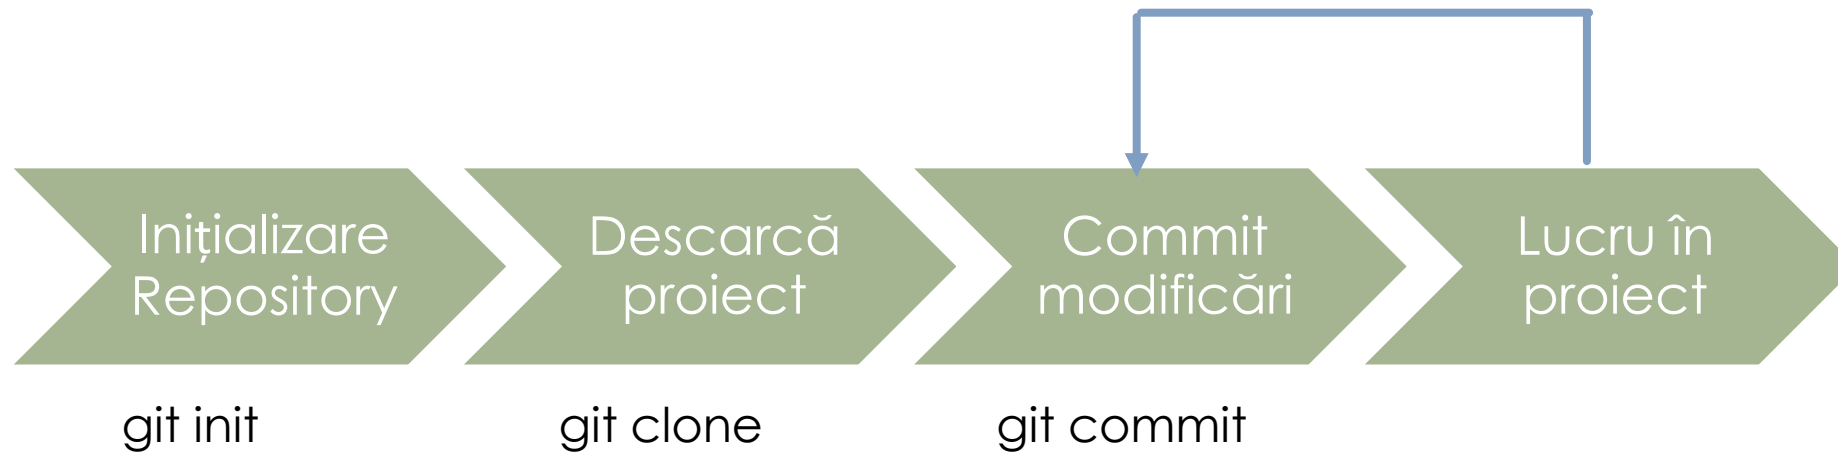 Inițializare
Repository
Descarcă
proiect
Commit
modificări
Lucru în
proiect
git init
git clone
git commit